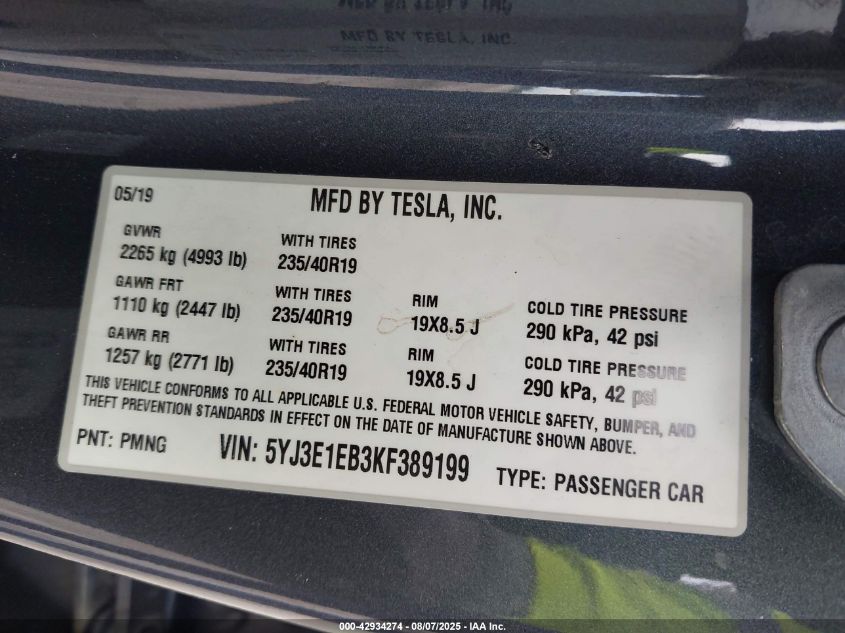 MFD BY TESLA, INC.
05/19
MFD BY TESLA, INC.
GVWR
2265 kg (4993 lb)
WITH TIRES
235/40R19
GAWR FRT
1110 kg (2447 lb)
WITH TIRES
235/40R19
RIM
19X8.5 J
COLD TIRE PRESSURE
290 kPa, 42 psi
GAWR RR
1257 kg (2771 lb)
WITH TIRES
235/40R19
RIM
19X8.5 J
COLD TIRE PRESSURE
290 kPa, 42 psi
THIS VEHICLE CONFORMS TO ALL APPLICABLE U.S. FEDERAL MOTOR VEHICLE SAFETY, BUMPER, AND
THEFT PREVENTION STANDARDS IN EFFECT ON THE DATE OF MANUFACTURE SHOWN ABOVE.
PNT: PMNG
VIN: 5YJ3E1EB3KF389199
TYPE: PASSENGER CAR
000-42934274 - 08/07/2025 - IAA Inc.